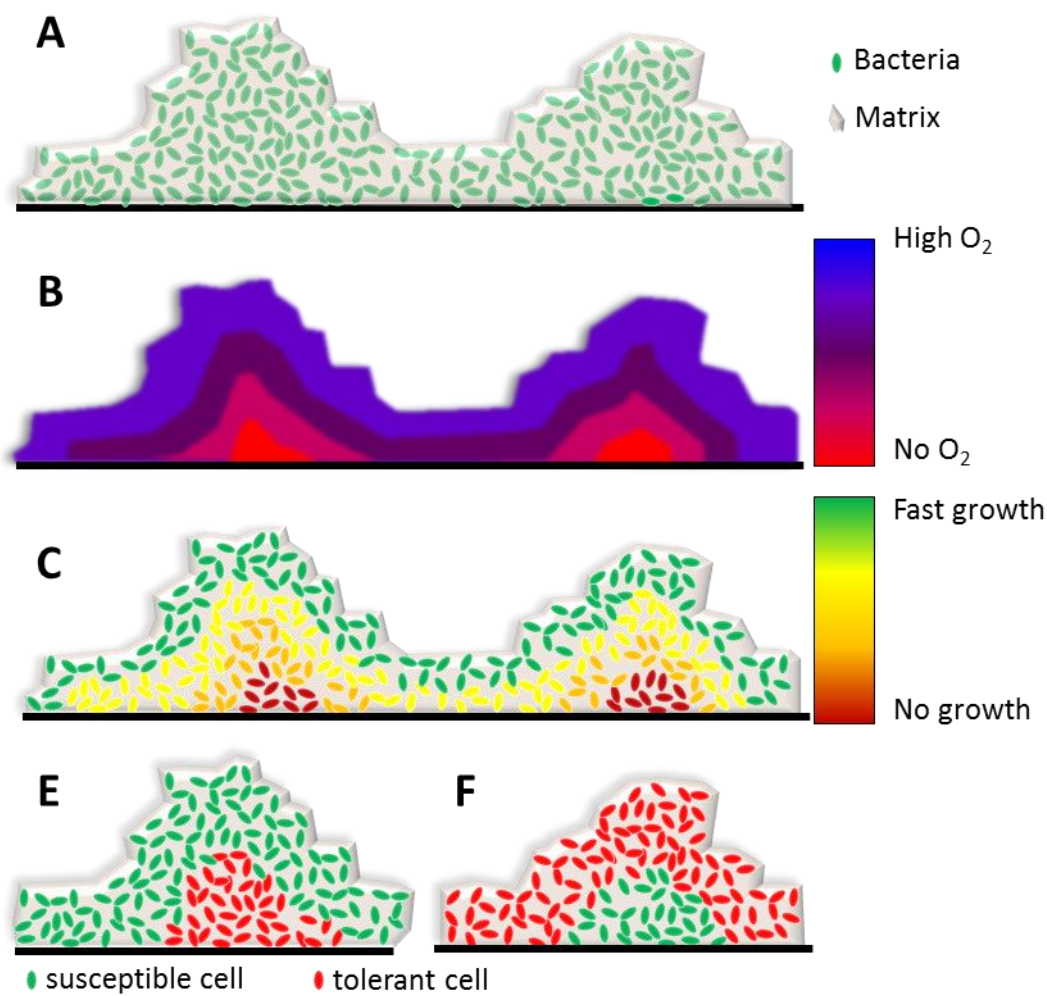 A
Bacteria
Matrix
B
High O₂
No O₂
C
Fast growth
No growth
E
F
susceptible cell
tolerant cell